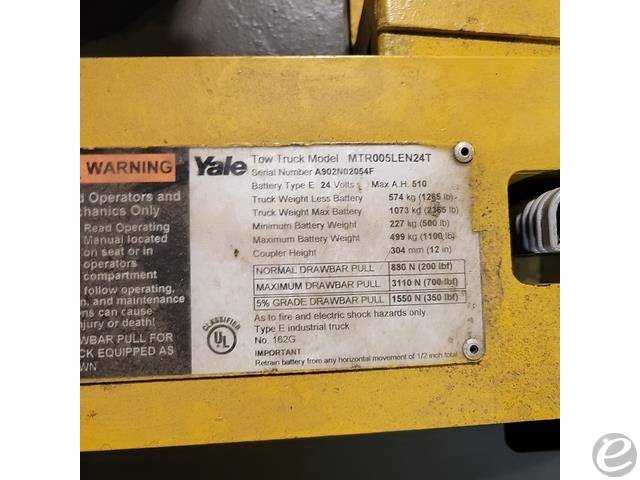 WARNING
d Operators and
chanics Only
Read Operating
Manual located
on seat or in
operators
compartment
follow operating,
n, and maintenance
ns can cause
njury or death!
WBAR PULL FOR
CK EQUIPPED AS
WN
Yale Tow Truck Model MTR005LEN24T
Serial Number A902N02054F
Battery Type E 24 Volts Max A.H. 510
Truck Weight Less Battery 574 kg (1265 lb)
Truck Weight Max Battery 1073 kg (2365 lb)
Minimum Battery Weight 227 kg (500 lb)
Maximum Battery Weight 499 kg (1100 lb)
Coupler Height 304 mm (12 in)
NORMAL DRAWBAR PULL 880 N (200 lbf)
MAXIMUM DRAWBAR PULL 3110 N (700 lbf)
5% GRADE DRAWBAR PULL 1550 N (350 lbf)
As to fire and electric shock hazards only
Type E industrial truck
No. 162G
CLASSIFIED
UL
IMPORTANT
Retrain battery from any horizontal movement of 1/2 inch total
e